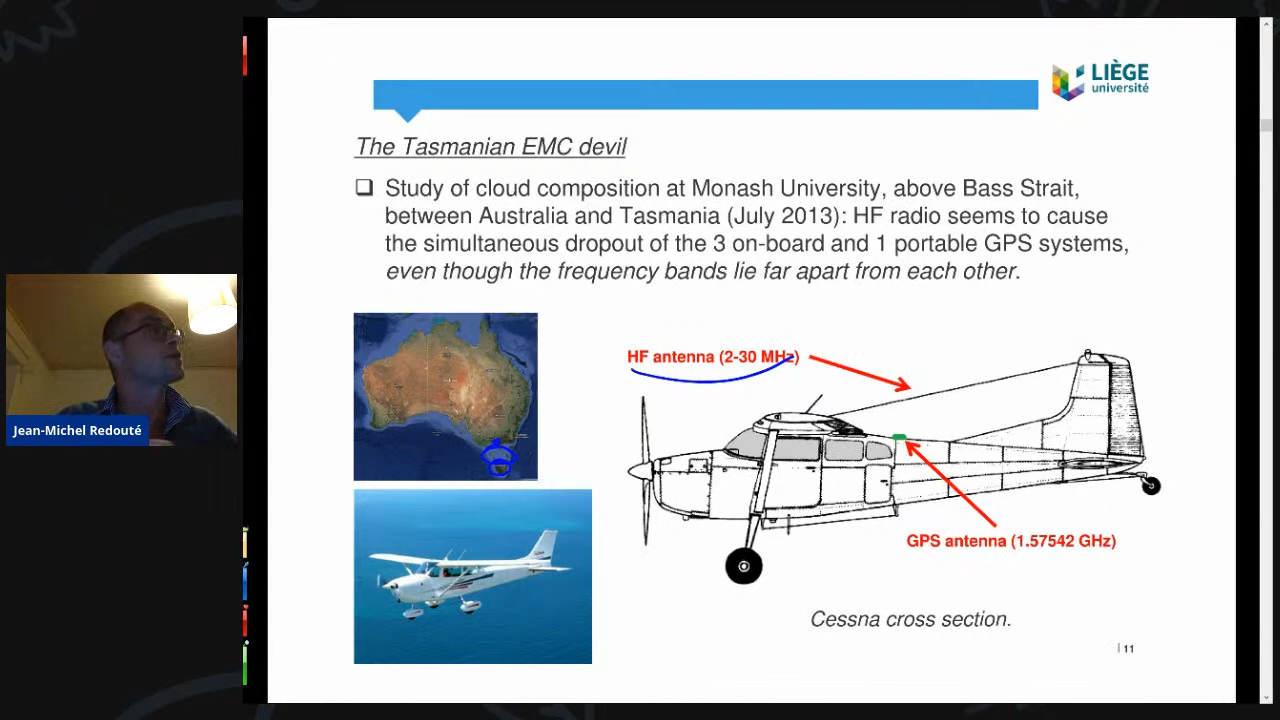 LIÈGE
université
The Tasmanian EMC devil
Study of cloud composition at Monash University, above Bass Strait,
between Australia and Tasmania (July 2013): HF radio seems to cause
the simultaneous dropout of the 3 on-board and 1 portable GPS systems,
even though the frequency bands lie far apart from each other.
HF antenna (2-30 MHz)
Jean-Michel Redouté
GPS antenna (1.57542 GHz)
Cessna cross section.
11